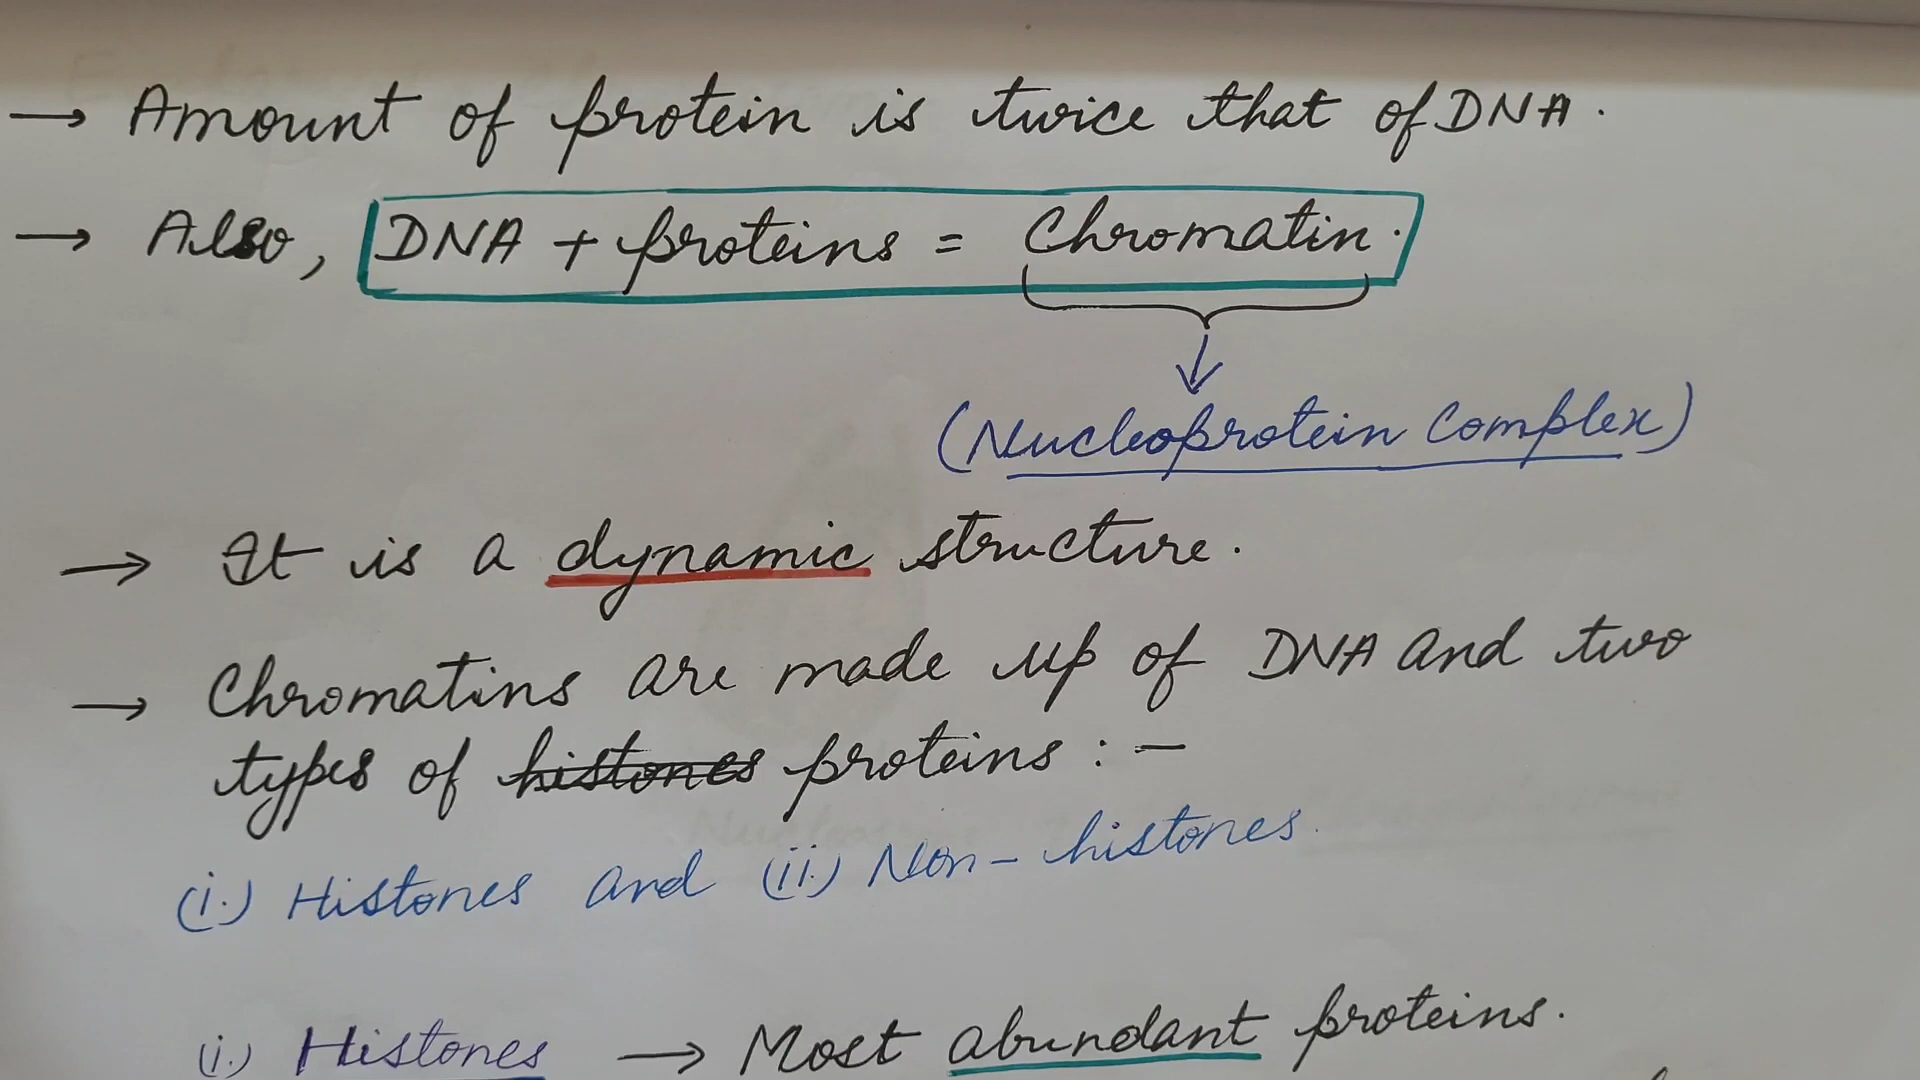 → Amount of protein is twice that of DNA.
→ Also, DNA + proteins = Chromatin.
(Nucleoprotein Complex)
→ It is a dynamic structure.
→ Chromatins are made up of DNA and two
types of histones proteins :-
(i.) Histones and (ii.) Non-histones.
(i.) Histones → Most abundant proteins.